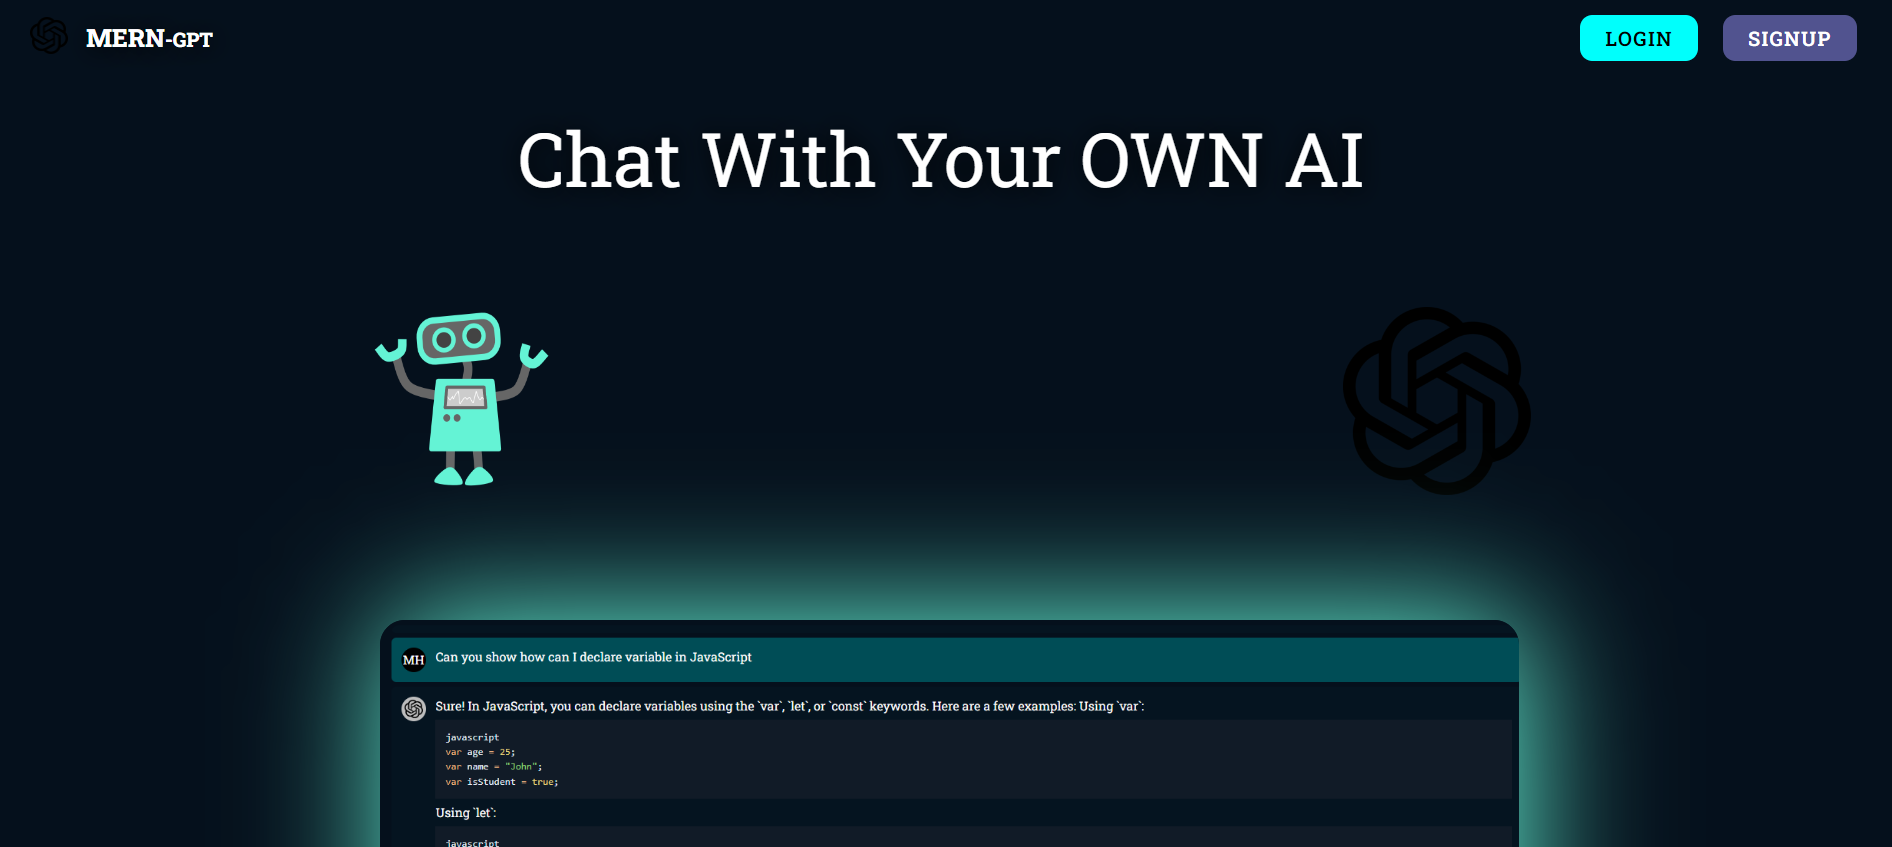 MERN-GPT
LOGIN
SIGNUP
Chat With Your OWN AI
MH
Can you show how can I declare variable in JavaScript
Sure! In JavaScript, you can declare variables using the `var`, `let`, or `const` keywords. Here are a few examples: Using `var`:
javascript
var age = 25;
var name = "John";
var isStudent = true;
Using `let`:
javascript